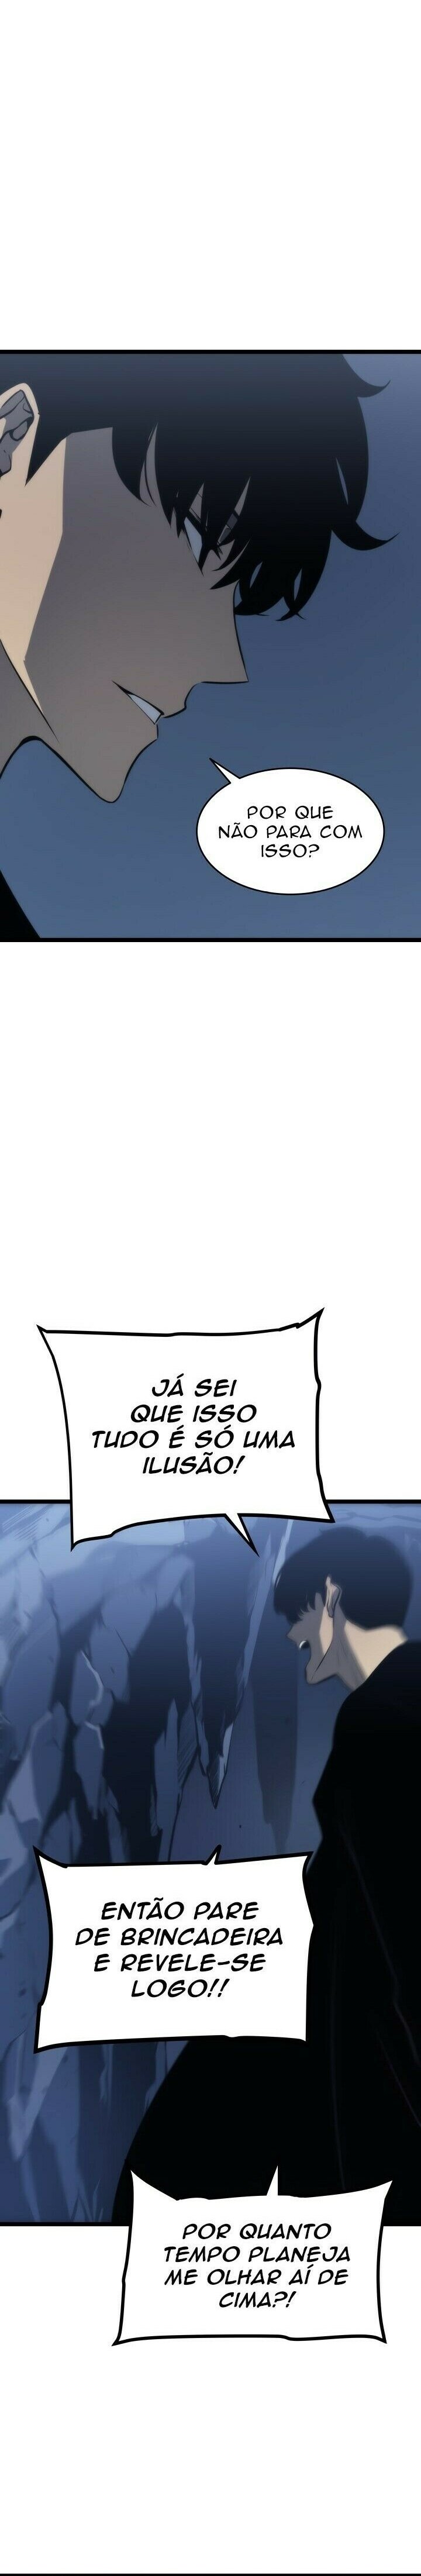 POR QUE
NÃO PARA COM
ISSO?
JÁ SEI
QUE ISSO
TUDO É SÓ UMA
ILUSÃO!
ENTÃO PARE
DE BRINCADEIRA
E REVELE-SE
LOGO!!
POR QUANTO
TEMPO PLANEJA
ME OLHAR AÍ DE
CIMA?!